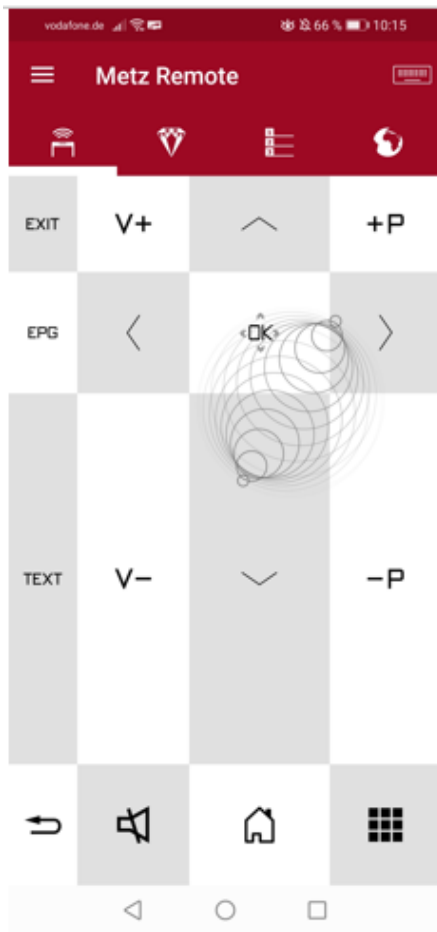 vodafone.de 66 % 10:15
Metz Remote
EXIT V+ +P
EPG OK
TEXT V- -P